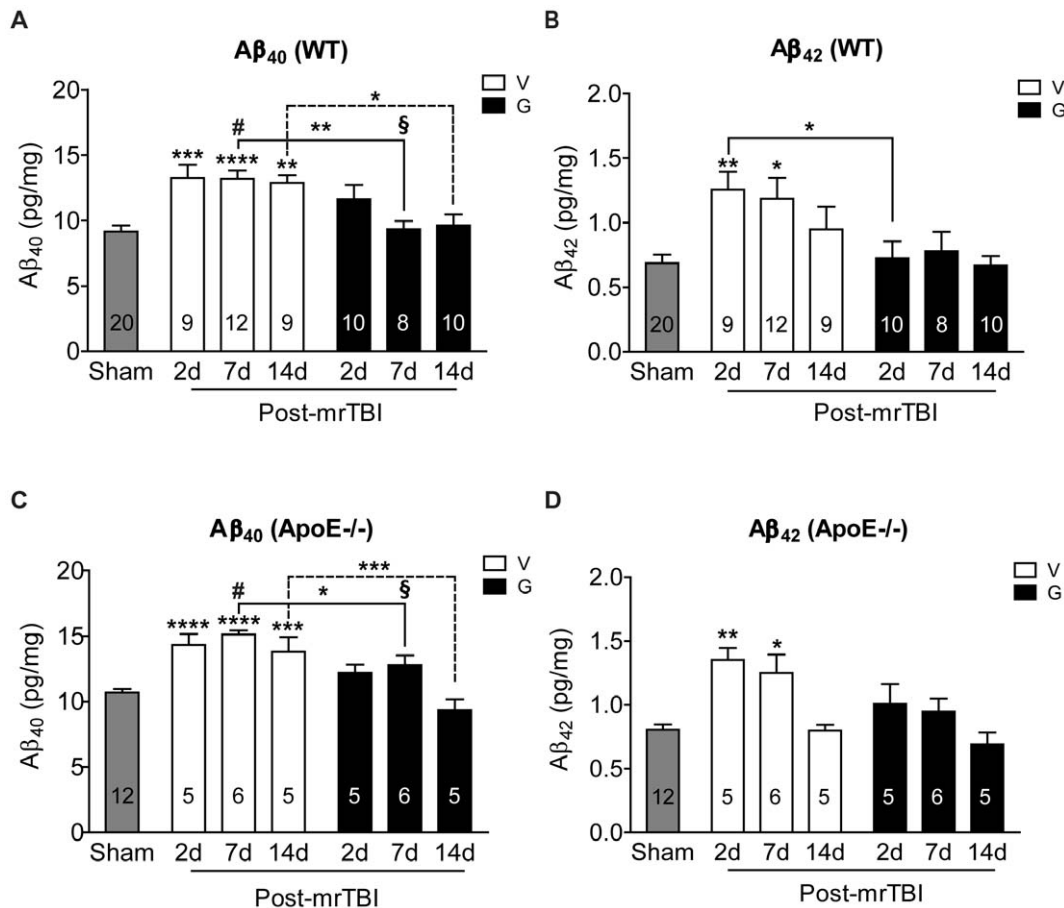 A
Aβ40 (WT)
V
G
Aβ40 (pg/mg)
20
15
10
5
0
*
# ** §
*** **** **
20 9 12 9 10 8 10
Sham 2d 7d 14d 2d 7d 14d
Post-mrTBI
B
Aβ42 (WT)
V
G
Aβ42 (pg/mg)
2.0
1.5
1.0
0.5
0.0
*
** *
20 9 12 9 10 8 10
Sham 2d 7d 14d 2d 7d 14d
Post-mrTBI
C
Aβ40 (ApoE-/-)
V
G
Aβ40 (pg/mg)
20
15
10
5
0
***
# * §
**** **** ***
12 5 6 5 5 6 5
Sham 2d 7d 14d 2d 7d 14d
Post-mrTBI
D
Aβ42 (ApoE-/-)
V
G
Aβ42 (pg/mg)
2.0
1.5
1.0
0.5
0.0
** *
12 5 6 5 5 6 5
Sham 2d 7d 14d 2d 7d 14d
Post-mrTBI